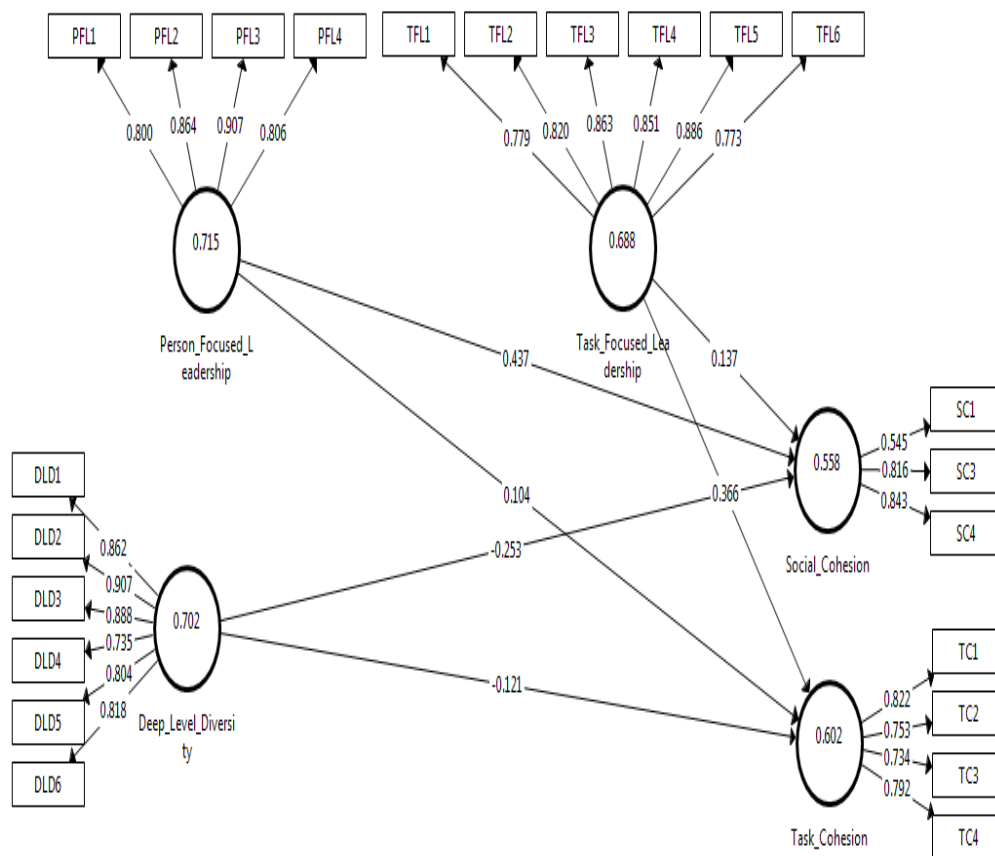 PFL1 PFL2 PFL3 PFL4 TFL1 TFL2 TFL3 TFL4 TFL5 TFL6
0.800 0.864 0.907 0.806 0.779 0.820 0.863 0.851 0.886 0.773
0.715
0.688
Person_Focused_L
eadership
Task_Focused_Lea
dership
0.437
0.137
0.104
0.366
-0.253
-0.121
0.558
Social_Cohesion
SC1
SC3
SC4
0.545
0.816
0.843
DLD1
DLD2
DLD3
DLD4
DLD5
DLD6
0.862
0.907
0.888
0.735
0.804
0.818
0.702
Deep_Level_Diversi
ty
0.602
Task_Cohesion
0.822
0.753
0.734
0.792
TC1
TC2
TC3
TC4